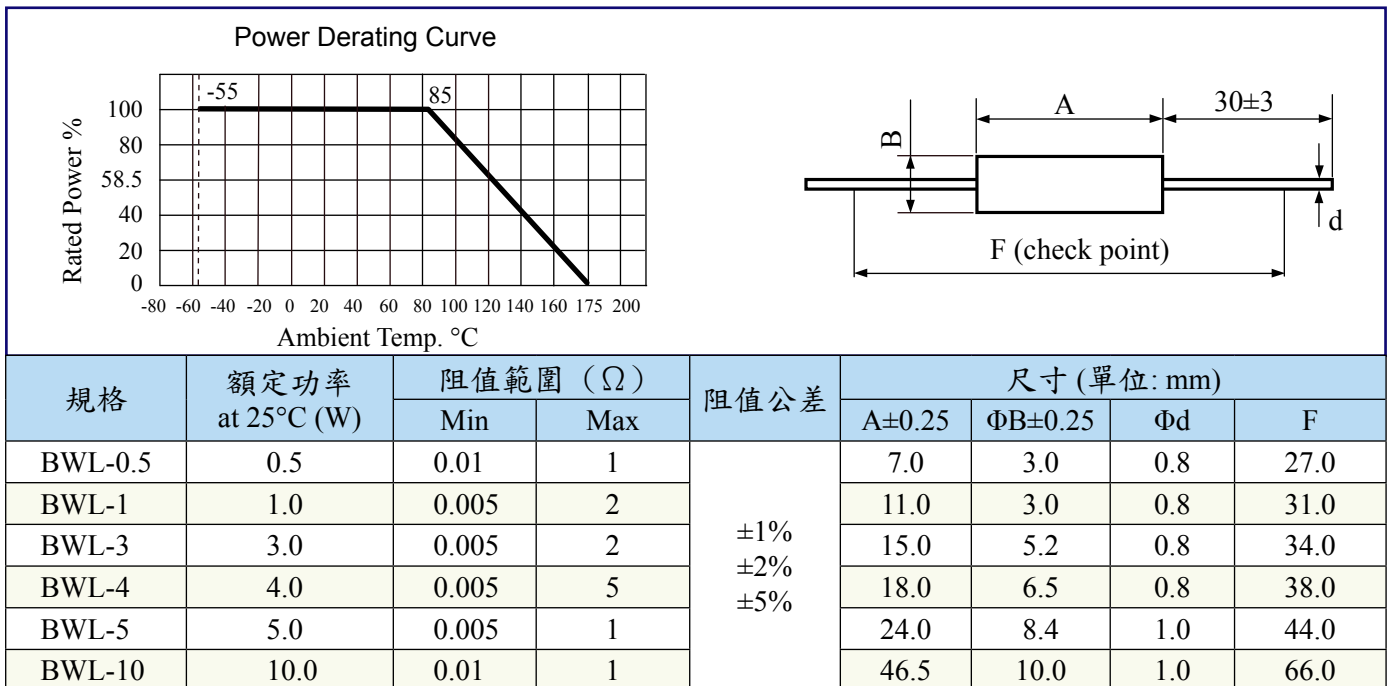 Power Derating Curve
-55
85
100
80
58.5
40
20
0
Rated Power %
-80 -60 -40 -20 0 20 40 60 80 100 120 140 160 175 200
Ambient Temp. °C
A
30±3
B
d
F (check point)
規格 額定功率 at 25°C (W) 阻值範圍（Ω） 阻值公差 尺寸 (單位: mm)
Min Max A±0.25 ΦB±0.25 Φd F
BWL-0.5 0.5 0.01 1 7.0 3.0 0.8 27.0
BWL-1 1.0 0.005 2 11.0 3.0 0.8 31.0
±1%
BWL-3 3.0 0.005 2 15.0 5.2 0.8 34.0
±2%
BWL-4 4.0 0.005 5 18.0 6.5 0.8 38.0
±5%
BWL-5 5.0 0.005 1 24.0 8.4 1.0 44.0
BWL-10 10.0 0.01 1 46.5 10.0 1.0 66.0